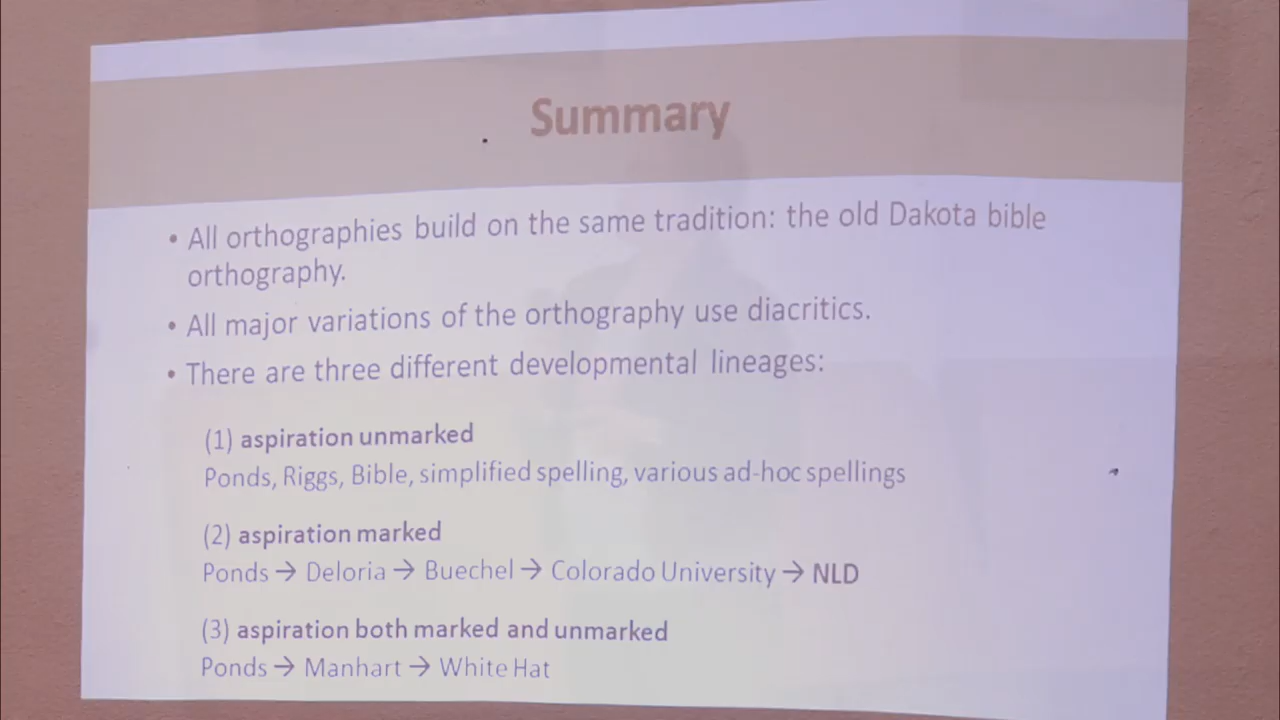 Summary
• All orthographies build on the same tradition: the old Dakota bible
orthography.
• All major variations of the orthography use diacritics.
• There are three different developmental lineages:
(1) aspiration unmarked
Ponds, Riggs, Bible, simplified spelling, various ad-hoc spellings
(2) aspiration marked
Ponds → Deloria → Buechel → Colorado University → NLD
(3) aspiration both marked and unmarked
Ponds → Manhart → White Hat